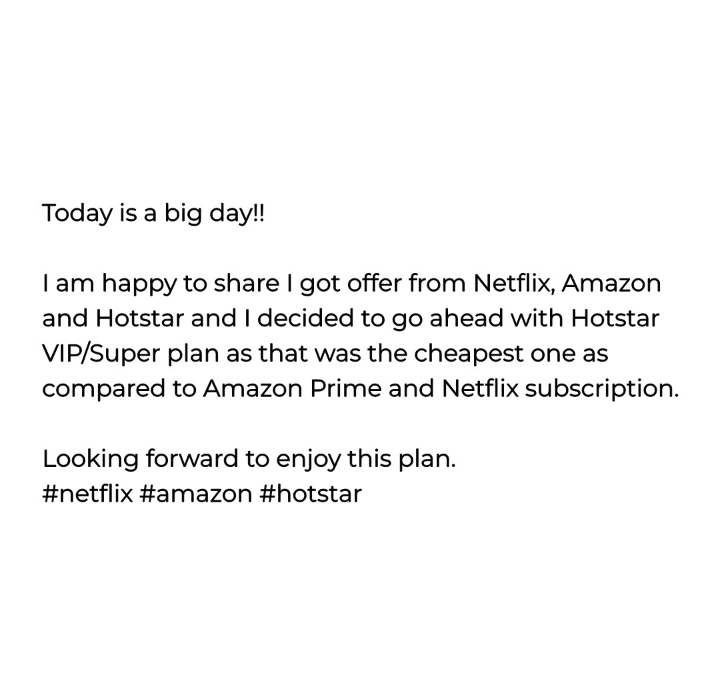 Today is a big day!!
I am happy to share I got offer from Netflix, Amazon
and Hotstar and I decided to go ahead with Hotstar
VIP/Super plan as that was the cheapest one as
compared to Amazon Prime and Netflix subscription.
Looking forward to enjoy this plan.
#netflix #amazon #hotstar